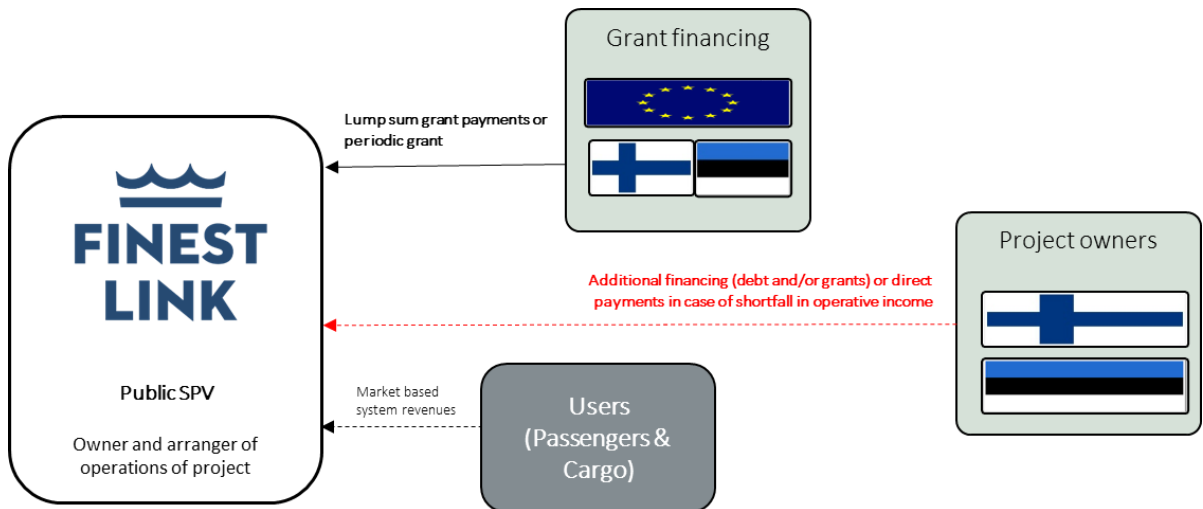 Grant financing
Lump sum grant payments or
periodic grant
FINEST
LINK
Public SPV
Owner and arranger of
operations of project
Project owners
Additional financing (debt and/or grants) or direct
payments in case of shortfall in operative income
Market based
system revenues
Users
(Passengers &
Cargo)